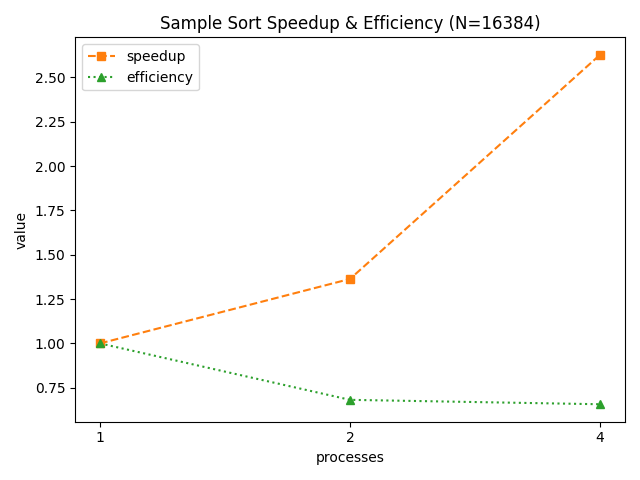 Sample Sort Speedup & Efficiency (N=16384)
speedup
efficiency
2.50
2.25
2.00
1.75
1.50
1.25
1.00
0.75
value
1 2 4
processes